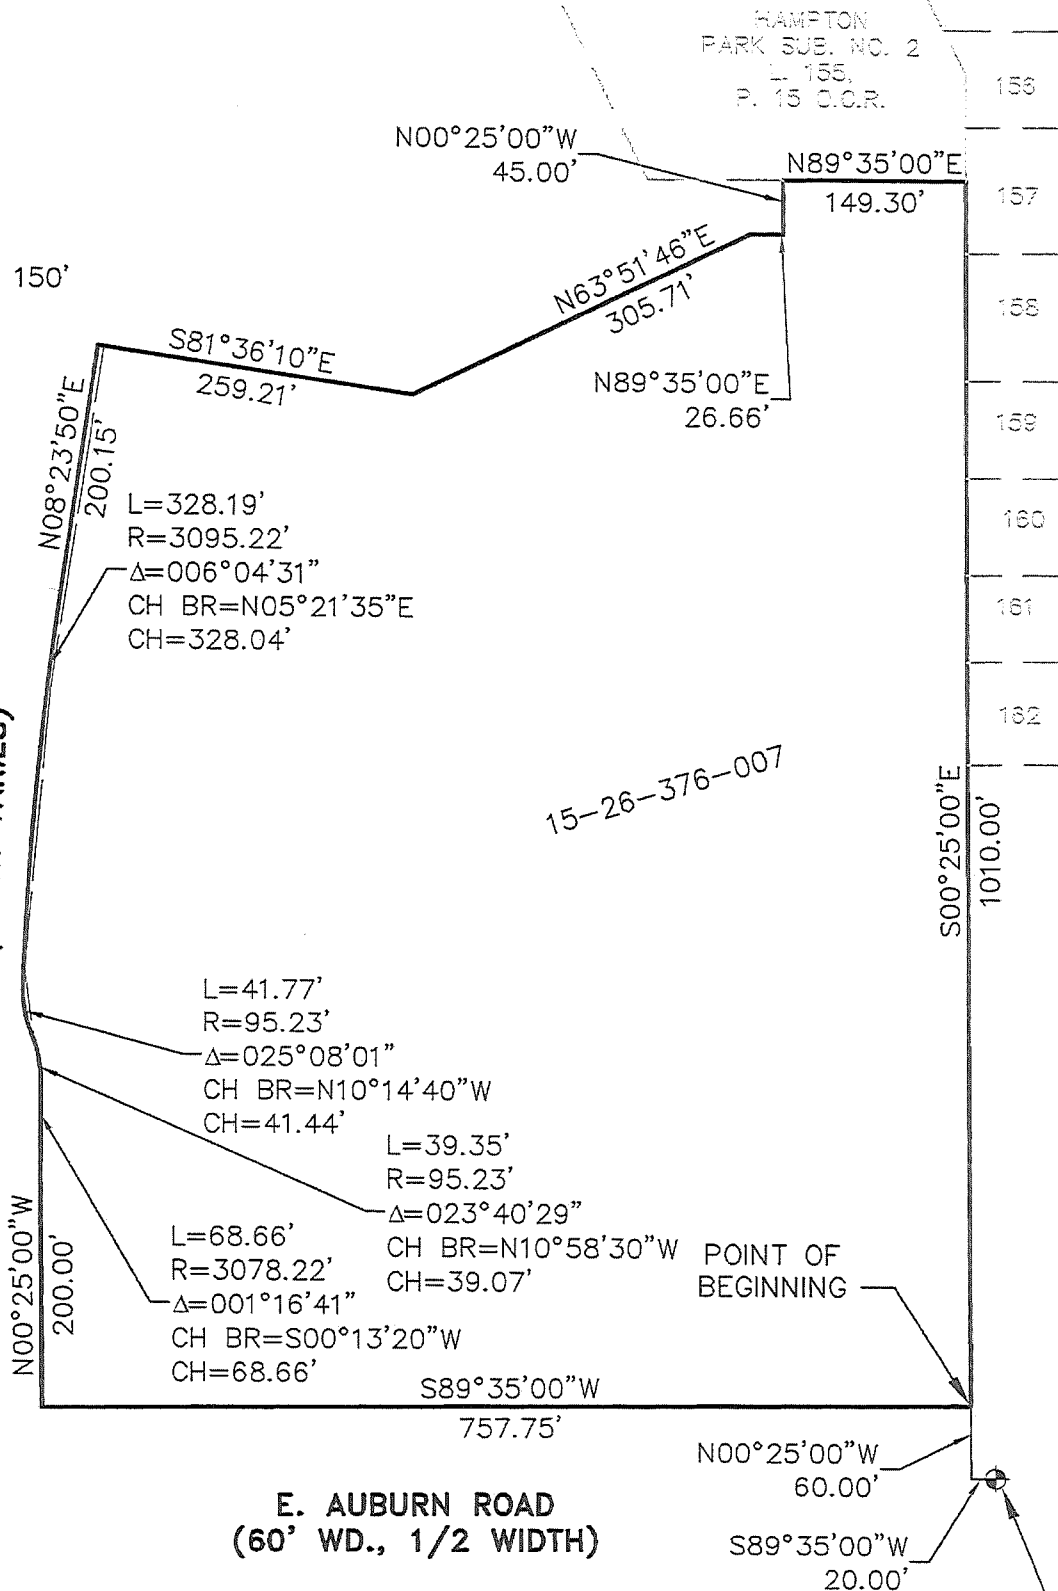 HAMPTON
PARK SUB. NO. 2
L. 155,
P. 15 O.C.R.
156
N00°25'00"W
45.00'
N89°35'00"E
149.30'
157
150'
N63°51'46"E
305.71'
158
S81°36'10"E
259.21'
N89°35'00"E
26.66'
159
N08°23'50"E
200.15'
L=328.19'
R=3095.22'
Δ=006°04'31"
CH BR=N05°21'35"E
CH=328.04'
160
161
162
15-26-376-007
S00°25'00"E
1010.00'
L=41.77'
R=95.23'
Δ=025°08'01"
CH BR=N10°14'40"W
CH=41.44'
L=39.35'
R=95.23'
Δ=023°40'29"
CH BR=N10°58'30"W
CH=39.07'
N00°25'00"W
200.00'
L=68.66'
R=3078.22'
Δ=001°16'41"
CH BR=S00°13'20"W
CH=68.66'
POINT OF
BEGINNING
S89°35'00"W
757.75'
N00°25'00"W
60.00'
E. AUBURN ROAD
(60' WD., 1/2 WIDTH)
S89°35'00"W
20.00'